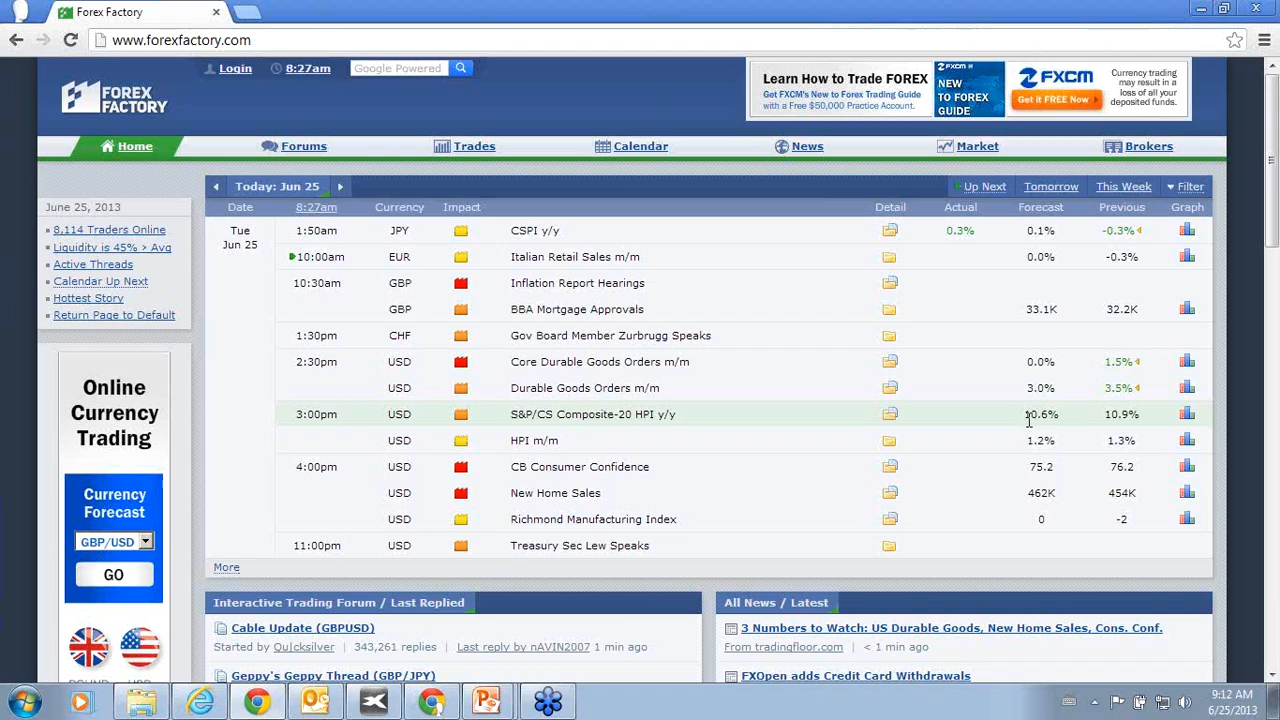 Forex Factory
www.forexfactory.com
Login 8:27am Google Powered
FOREX FACTORY
Learn How to Trade FOREX
Get FXCM's New to Forex Trading Guide
with a Free $50,000 Practice Account.
FXCM
NEW TO FOREX GUIDE
FXCM
Get it FREE Now
Currency trading may result in a loss of all your deposited funds.
Home Forums Trades Calendar News Market Brokers
June 25, 2013
8,114 Traders Online
Liquidity is 45% > Avg
Active Threads
Calendar Up Next
Hottest Story
Return Page to Default
Today: Jun 25 Up Next Tomorrow This Week Filter
Date 8:27am Currency Impact Detail Actual Forecast Previous Graph
Tue Jun 25 1:50am JPY CSPI y/y 0.3% 0.1% -0.3%
10:00am EUR Italian Retail Sales m/m 0.0% -0.3%
10:30am GBP Inflation Report Hearings
GBP BBA Mortgage Approvals 33.1K 32.2K
1:30pm CHF Gov Board Member Zurbrugg Speaks
2:30pm USD Core Durable Goods Orders m/m 0.0% 1.5%
USD Durable Goods Orders m/m 3.0% 3.5%
3:00pm USD S&P/CS Composite-20 HPI y/y 10.6% 10.9%
USD HPI m/m 1.2% 1.3%
4:00pm USD CB Consumer Confidence 75.2 76.2
USD New Home Sales 462K 454K
USD Richmond Manufacturing Index 0 -2
11:00pm USD Treasury Sec Lew Speaks
More
Online Currency Trading
Currency Forecast
GBP/USD
GO
Interactive Trading Forum / Last Replied
Cable Update (GBPUSD)
Started by Qu|cksilver 343,261 replies Last reply by nAVIN2007 1 min ago
Geppy's Geppy Thread (GBP/JPY)
All News / Latest
3 Numbers to Watch: US Durable Goods, New Home Sales, Cons. Conf.
From tradingfloor.com < 1 min ago
FXOpen adds Credit Card Withdrawals
9:12 AM
6/25/2013